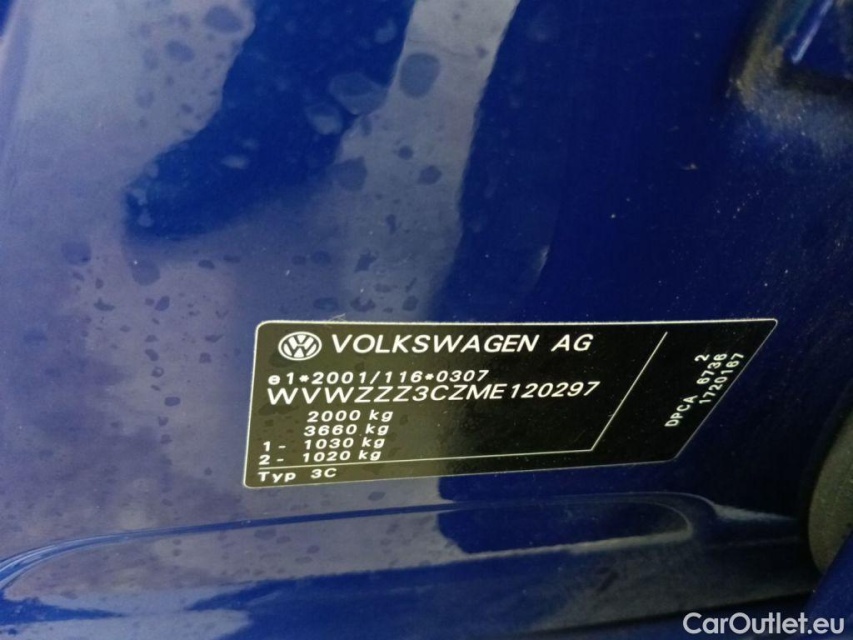 VOLKSWAGEN AG
e1*2001/116*0307
WVWZZZ3CZME120297
2000 kg
3660 kg
1- 1030 kg
2- 1020 kg
Typ 3C
2
DPCA 6736
1720167
CarOutlet.eu